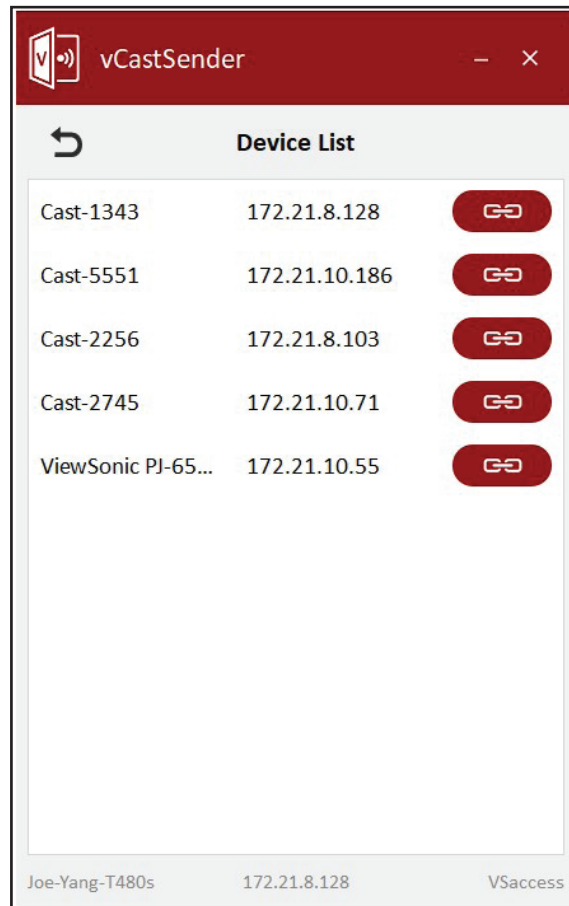 V
vCastSender
Device List
Cast-1343 172.21.8.128
Cast-5551 172.21.10.186
Cast-2256 172.21.8.103
Cast-2745 172.21.10.71
ViewSonic PJ-65... 172.21.10.55
Joe-Yang-T480s 172.21.8.128 VSaccess